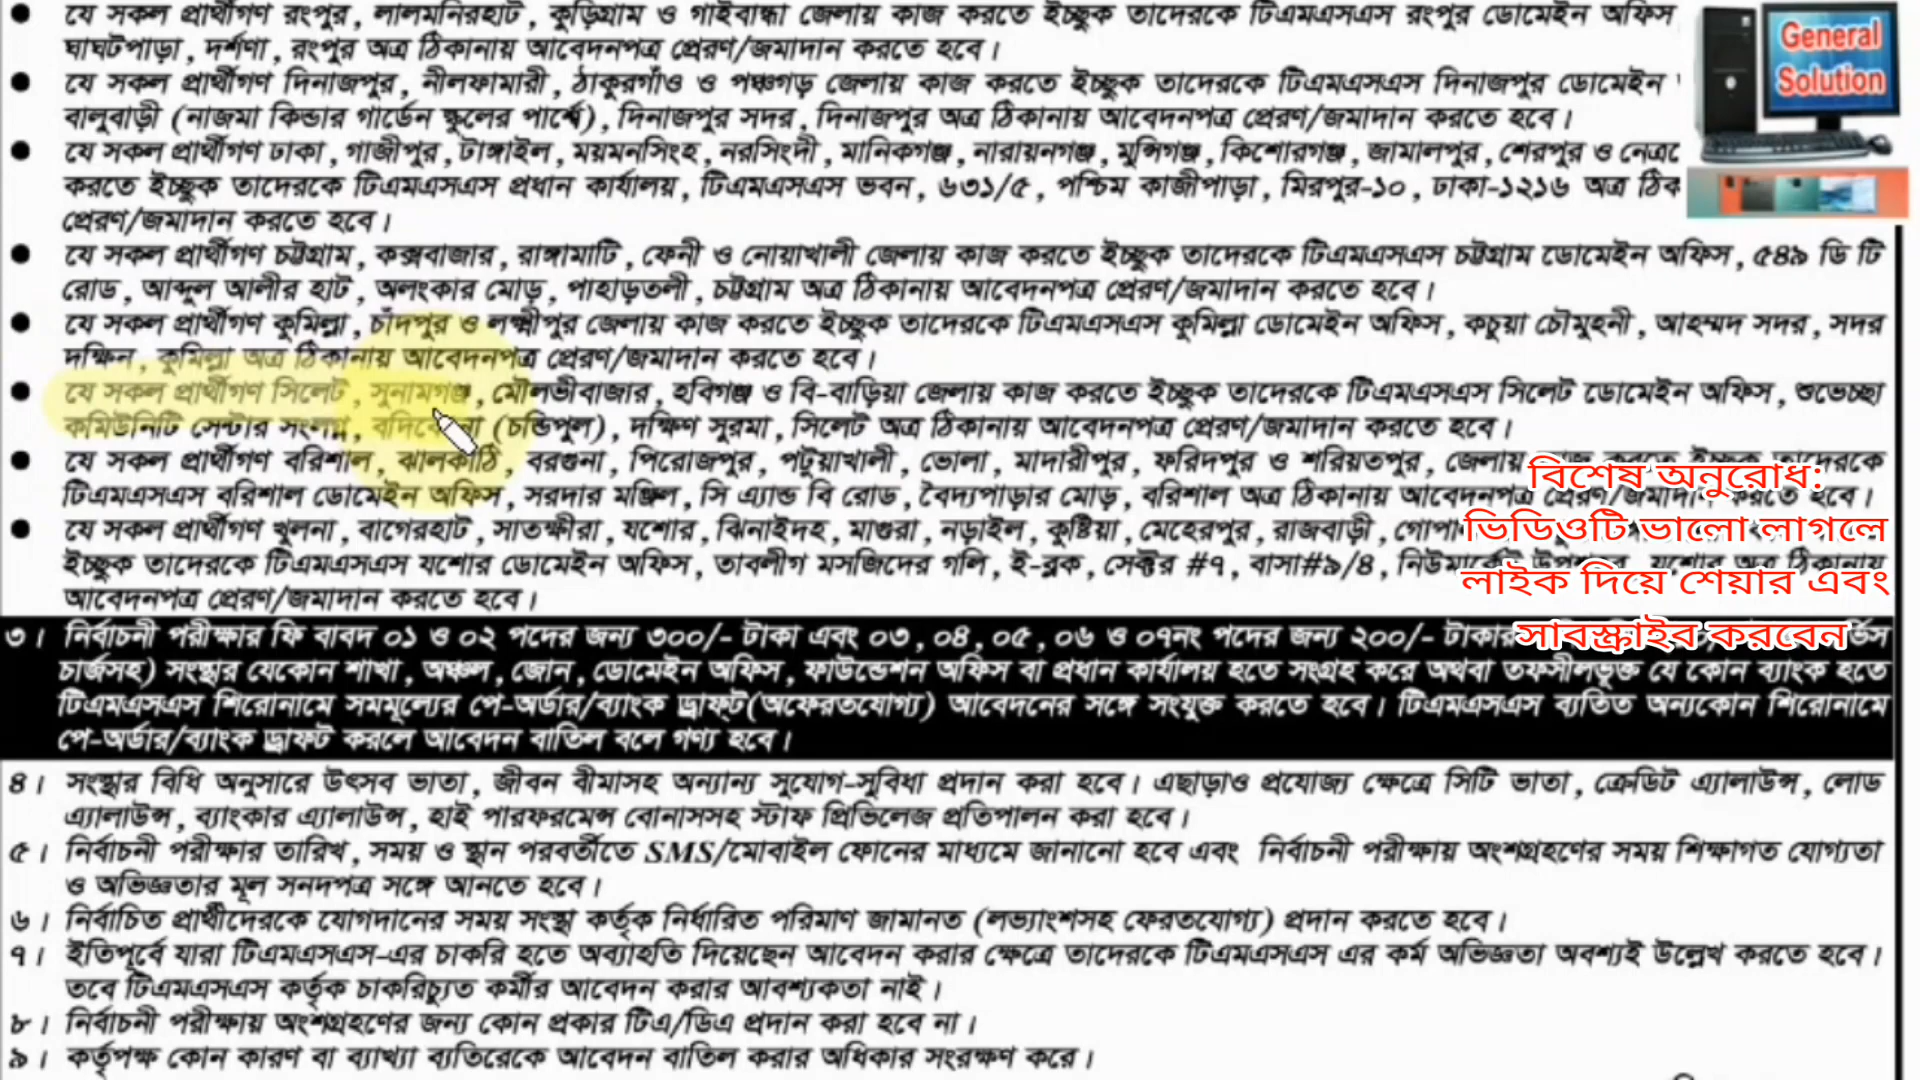 যে সকল প্রার্থীগণ রংপুর, লালমনিরহাট, কুড়িগ্রাম ও গাইবান্ধা জেলায় কাজ করতে ইচ্ছুক তাদেরকে টিএমএসএস রংপুর ডোমেইন অফিস
ঘাঘটপাড়া, দর্শণা, রংপুর অত্র ঠিকানায় আবেদনপত্র প্রেরণ/জমাদান করতে হবে।
যে সকল প্রার্থীগণ দিনাজপুর, নীলফামারী, ঠাকুরগাঁও ও পঞ্চগড় জেলায় কাজ করতে ইচ্ছুক তাদেরকে টিএমএসএস দিনাজপুর ডোমেইন
বালুবাড়ী (নাজমা কিন্ডার গার্ডেন স্কুলের পার্শ্বে), দিনাজপুর সদর, দিনাজপুর অত্র ঠিকানায় আবেদনপত্র প্রেরণ/জমাদান করতে হবে।
যে সকল প্রার্থীগণ ঢাকা, গাজীপুর, টাঙ্গাইল, ময়মনসিংহ, নরসিংদী, মানিকগঞ্জ, নারায়নগঞ্জ, মুন্সিগঞ্জ, কিশোরগঞ্জ, জামালপুর, শেরপুর ও
করতে ইচ্ছুক তাদেরকে টিএমএসএস প্রধান কার্যালয়, টিএমএসএস ভবন, ৬৩১/৫, পশ্চিম কাজীপাড়া, মিরপুর-১০, ঢাকা-১২১৬ অত্র
প্রেরণ/জমাদান করতে হবে।
যে সকল প্রার্থীগণ চট্টগ্রাম, কক্সবাজার, রাঙ্গামাটি, ফেনী ও নোয়াখালী জেলায় কাজ করতে ইচ্ছুক তাদেরকে টিএমএসএস চট্টগ্রাম ডোমেইন অফিস, ৫৪৯ ডি টি
রোড, আব্দুল আলীর হাট, অলংকার মোড়, পাহাড়তলী, চট্টগ্রাম অত্র ঠিকানায় আবেদনপত্র প্রেরণ/জমাদান করতে হবে।
যে সকল প্রার্থীগণ কুমিল্লা, চাঁদপুর ও লক্ষ্মীপুর জেলায় কাজ করতে ইচ্ছুক তাদেরকে টিএমএসএস কুমিল্লা ডোমেইন অফিস, কচুয়া চৌমুহনী, আহম্মদ সদর, সদর
দক্ষিন, কুমিল্লা অত্র ঠিকানায় আবেদনপত্র প্রেরণ/জমাদান করতে হবে।
যে সকল প্রার্থীগণ সিলেট, সুনামগঞ্জ, মৌলভীবাজার, হবিগঞ্জ ও বি-বাড়িয়া জেলায় কাজ করতে ইচ্ছুক তাদেরকে টিএমএসএস সিলেট ডোমেইন অফিস, শুভেচ্ছা
কমিউনিটি সেন্টার সংলগ্ন, (চন্ডিপুল), দক্ষিণ সুরমা, সিলেট অত্র ঠিকানায় আবেদনপত্র প্রেরণ/জমাদান করতে হবে।
যে সকল প্রার্থীগণ বরিশাল, ঝালকাঠি, বরগুনা, পিরোজপুর, পটুয়াখালী, ভোলা, মাদারীপুর, ফরিদপুর ও শরিয়তপুর, জেলায় কাজ করতে ইচ্ছুক তাদেরকে
টিএমএসএস বরিশাল ডোমেইন অফিস, সরদার মঞ্জিল, সি এ্যান্ড বি রোড, বৈদ্যপাড়ার মোড়, বরিশাল অত্র ঠিকানায় আবেদনপত্র প্রেরণ/জমাদান করতে হবে।
যে সকল প্রার্থীগণ খুলনা, বাগেরহাট, সাতক্ষীরা, যশোর, ঝিনাইদহ, মাগুরা, নড়াইল, কুষ্টিয়া, মেহেরপুর, রাজবাড়ী,
ইচ্ছুক তাদেরকে টিএমএসএস যশোর ডোমেইন অফিস, তাবলীগ মসজিদের গলি, ই-ব্লক, সেক্টর #৭, বাসা#৯/৪, নিউমার্কেট উপশহর, যশোর অত্র ঠিকানায়
আবেদনপত্র প্রেরণ/জমাদান করতে হবে।
৩। নির্বাচনী পরীক্ষার ফি বাবদ ০১ ও ০২ পদের জন্য ৩০০/- টাকা এবং ০৩, ০৪, ০৫, ০৬ ও ০৭নং পদের জন্য ২০০/- টাকার
চার্জসহ) সংস্থার যেকোন শাখা, অঞ্চল, জোন, ডোমেইন অফিস, ফাউন্ডেশন অফিস বা প্রধান কার্যালয় হতে সংগ্রহ করে অথবা তফসীলভূক্ত যে কোন ব্যাংক হতে
টিএমএসএস শিরোনামে সমমূল্যের পে-অর্ডার/ব্যাংক ড্রাফ্‌ট(অফেরতযোগ্য) আবেদনের সঙ্গে সংযুক্ত করতে হবে। টিএমএসএস ব্যতিত অন্যকোন শিরোনামে
পে-অর্ডার/ব্যাংক ড্রাফট করলে আবেদন বাতিল বলে গণ্য হবে।
৪। সংস্থার বিধি অনুসারে উৎসব ভাতা, জীবন বীমাসহ অন্যান্য সুযোগ-সুবিধা প্রদান করা হবে। এছাড়াও প্রযোজ্য ক্ষেত্রে সিটি ভাতা, ক্রেডিট এ্যালাউন্স, লোড
এ্যালাউন্স, ব্যাংকার এ্যালাউন্স, হাই পারফরমেন্স বোনাসসহ স্টাফ প্রিভিলেজ প্রতিপালন করা হবে।
৫। নির্বাচনী পরীক্ষার তারিখ, সময় ও স্থান পরবর্তীতে SMS/মোবাইল ফোনের মাধ্যমে জানানো হবে এবং নির্বাচনী পরীক্ষায় অংশগ্রহণের সময় শিক্ষাগত যোগ্যতা
ও অভিজ্ঞতার মূল সনদপত্র সঙ্গে আনতে হবে।
৬। নির্বাচিত প্রার্থীদেরকে যোগদানের সময় সংস্থা কর্তৃক নির্ধারিত পরিমাণ জামানত (লভ্যাংশসহ ফেরতযোগ্য) প্রদান করতে হবে।
৭। ইতিপূর্বে যারা টিএমএসএস-এর চাকরি হতে অব্যাহতি দিয়েছেন আবেদন করার ক্ষেত্রে তাদেরকে টিএমএসএস এর কর্ম অভিজ্ঞতা অবশ্যই উল্লেখ করতে হবে।
তবে টিএমএসএস কর্তৃক চাকরিচ্যুত কর্মীর আবেদন করার আবশ্যকতা নাই।
৮। নির্বাচনী পরীক্ষায় অংশগ্রহণের জন্য কোন প্রকার টিএ/ডিএ প্রদান করা হবে না।
৯। কর্তৃপক্ষ কোন কারণ বা ব্যাখ্যা ব্যতিরেকে আবেদন বাতিল করার অধিকার সংরক্ষণ করে।
General
Solution
বিশেষ অনুরোধ:
ভিডিওটি ভালো লাগলে
লাইক দিয়ে শেয়ার এবং
সাবস্ক্রাইব করবেন